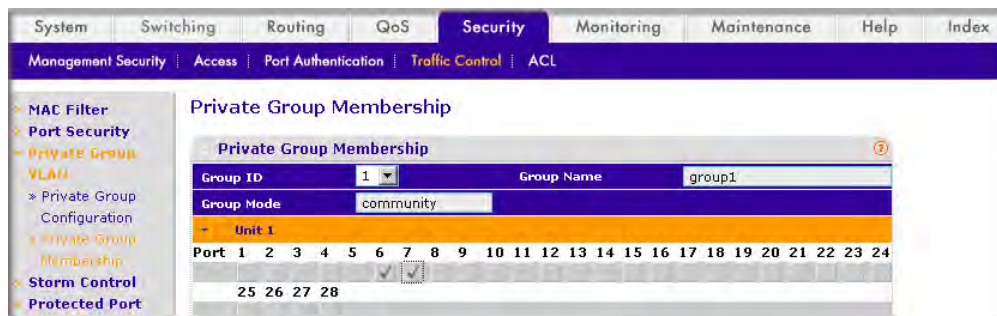 System Switching Routing QoS Security Monitoring Maintenance Help Index
Management Security Access Port Authentication Traffic Control ACL
MAC Filter
Port Security
Private Group
VLAN
» Private Group
Configuration
» Private Group
Membership
Storm Control
Protected Port
Private Group Membership
Private Group Membership
Group ID 1 Group Name group1
Group Mode community
Unit 1
Port 1 2 3 4 5 6 7 8 9 10 11 12 13 14 15 16 17 18 19 20 21 22 23 24
25 26 27 28